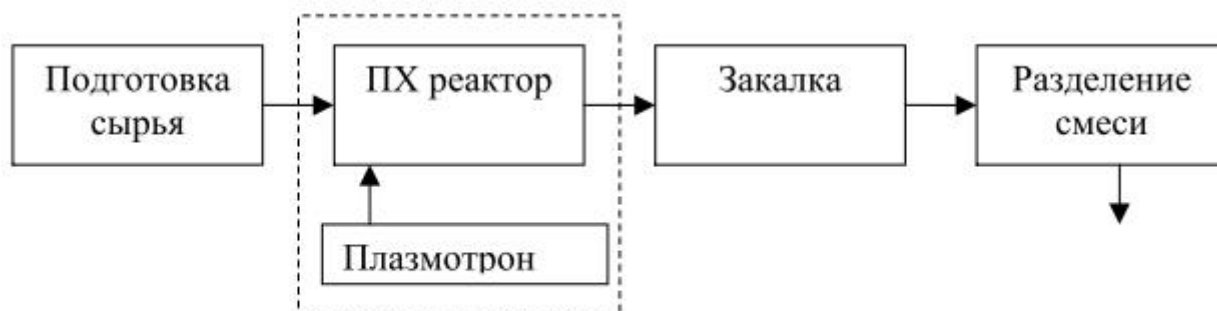 Подготовка
сырья
ПХ реактор
Закалка
Разделение
смеси
Плазмотрон